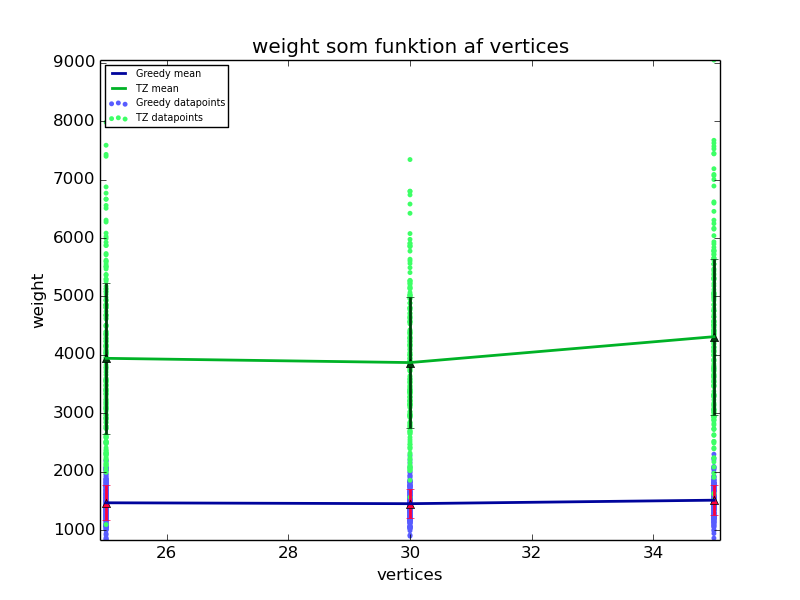 weight som funktion af vertices
9000
8000
7000
6000
5000
4000
3000
2000
1000
weight
Greedy mean
TZ mean
Greedy datapoints
TZ datapoints
26 28 30 32 34
vertices